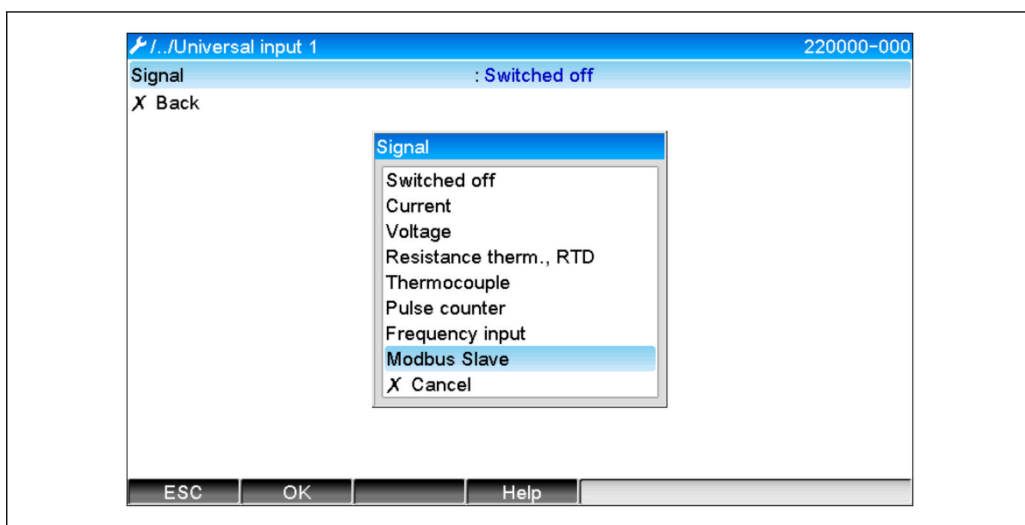 /../Universal input 1 220000-000
Signal : Switched off
X Back
Signal
Switched off
Current
Voltage
Resistance therm., RTD
Thermocouple
Pulse counter
Frequency input
Modbus Slave
X Cancel
ESC OK Help